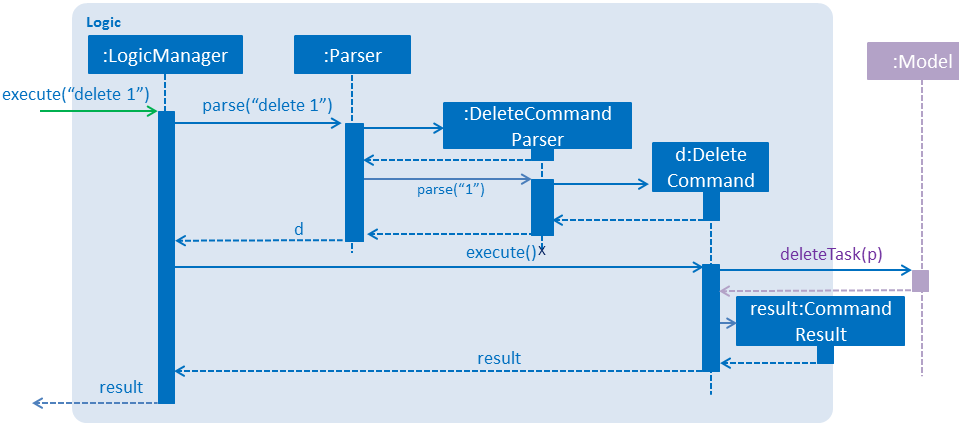 Logic
:LogicManager
:Parser
:Model
execute(“delete 1”)
parse(“delete 1”)
:DeleteCommand
Parser
d:Delete
Command
parse(“1”)
d
execute()
X
deleteTask(p)
result:Command
Result
result
result